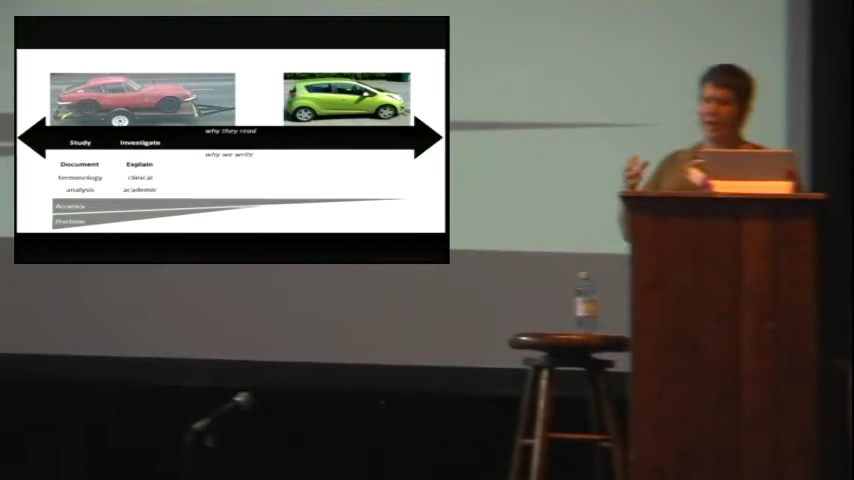 why they read
Study Investigate
why we write
Document Explain
terminology clinical
analysis academic
Accuracy
Precision